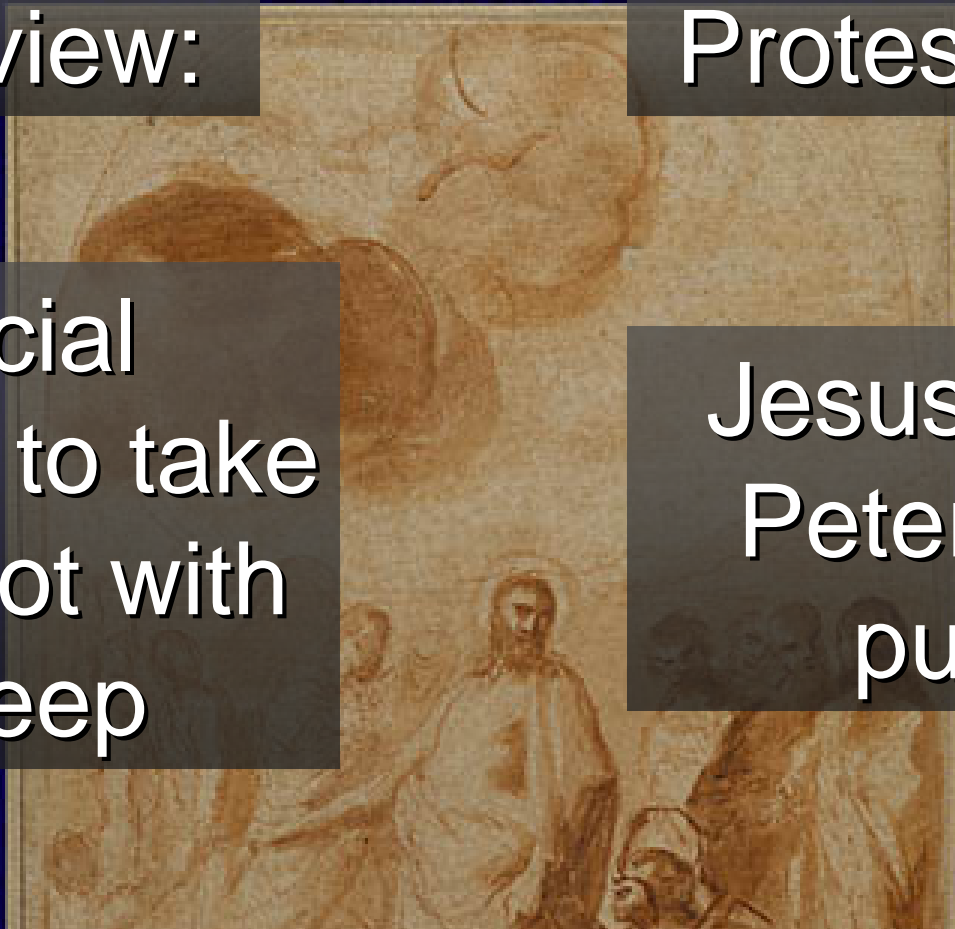 view:
cial
to take
ot with
eep
Protes
Jesus
Peter
pu